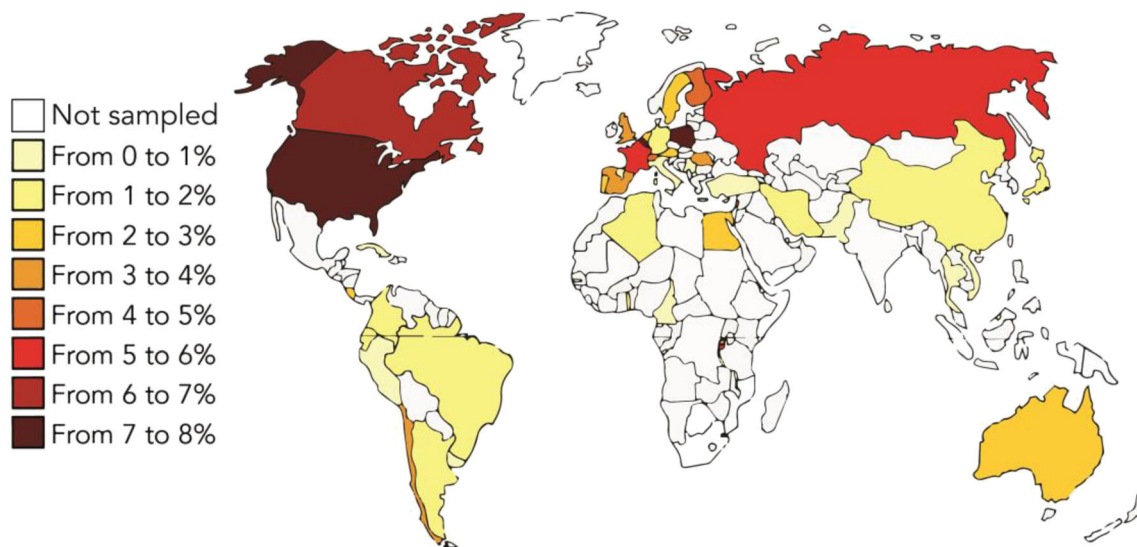 Not sampled
From 0 to 1%
From 1 to 2%
From 2 to 3%
From 3 to 4%
From 4 to 5%
From 5 to 6%
From 6 to 7%
From 7 to 8%